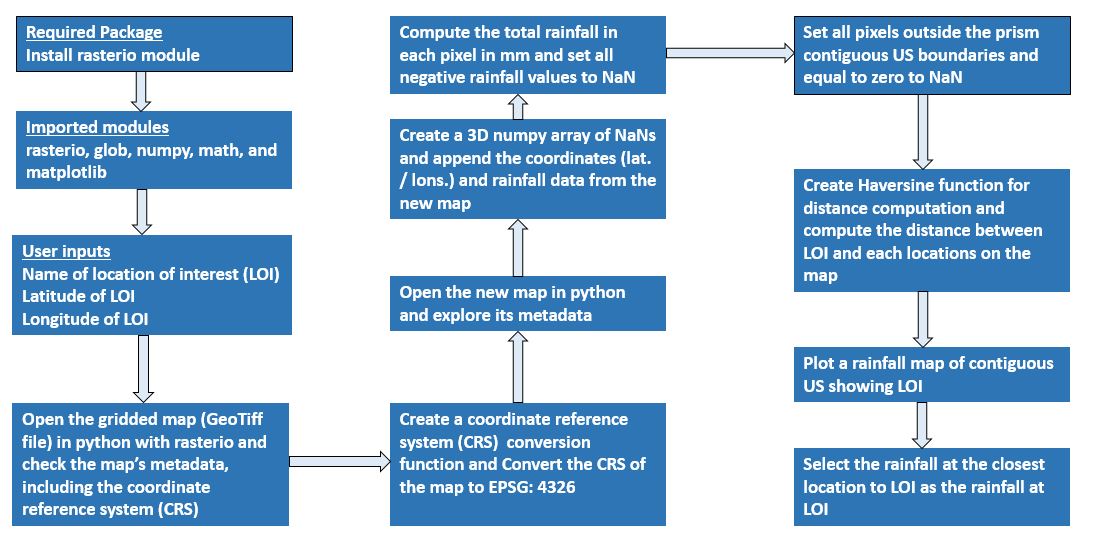 Required Package
Install rasterio module
Imported modules
rasterio, glob, numpy, math, and
matplotlib
User inputs
Name of location of interest (LOI)
Latitude of LOI
Longitude of LOI
Open the gridded map (GeoTiff
file) in python with rasterio and
check the map's metadata,
including the coordinate
reference system (CRS)
Create a coordinate reference
system (CRS) conversion
function and Convert the CRS of
the map to EPSG: 4326
Open the new map in python
and explore its metadata
Create a 3D numpy array of NaNs
and append the coordinates (lat.
/ lons.) and rainfall data from the
new map
Compute the total rainfall in
each pixel in mm and set all
negative rainfall values to NaN
Set all pixels outside the prism
contiguous US boundaries and
equal to zero to NaN
Create Haversine function for
distance computation and
compute the distance between
LOI and each locations on the
map
Plot a rainfall map of contiguous
US showing LOI
Select the rainfall at the closest
location to LOI as the rainfall at
LOI